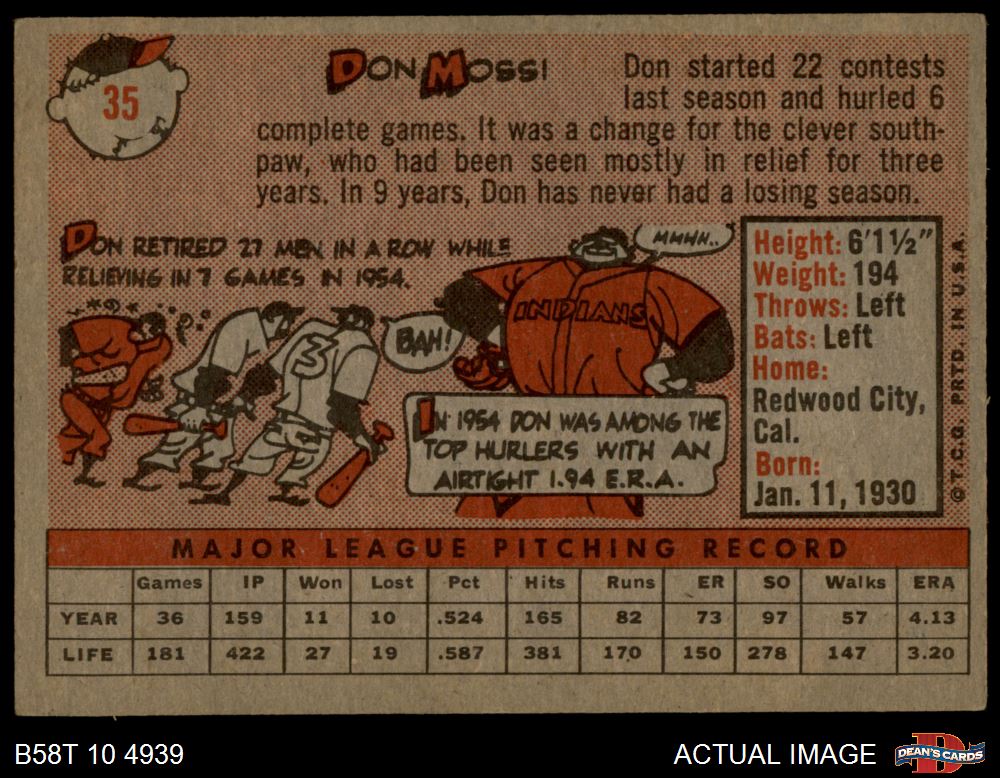 35
DON MOSSI
Don started 22 contests
last season and hurled 6
complete games. It was a change for the clever south-
paw, who had been seen mostly in relief for three
years. In 9 years, Don has never had a losing season.
DON RETIRED 27 MEN IN A ROW WHILE
RELIEVING IN 7 GAMES IN 1954.
MMHN..
INDIANS
3
BAH!
IN 1954 DON WAS AMONG THE
TOP HURLERS WITH AN
AIRTIGHT 1.94 E.R.A.
Height: 6'1½"
Weight: 194
Throws: Left
Bats: Left
Home:
Redwood City,
Cal.
Born:
Jan. 11, 1930
©T.C.G. PRTD. IN U.S.A.
MAJOR LEAGUE PITCHING RECORD
Games IP Won Lost Pct Hits Runs ER SO Walks ERA
YEAR 36 159 11 10 .524 165 82 73 97 57 4.13
LIFE 181 422 27 19 .587 381 170 150 278 147 3.20
B58T 10 4939
ACTUAL IMAGE
DEAN'S CARDS